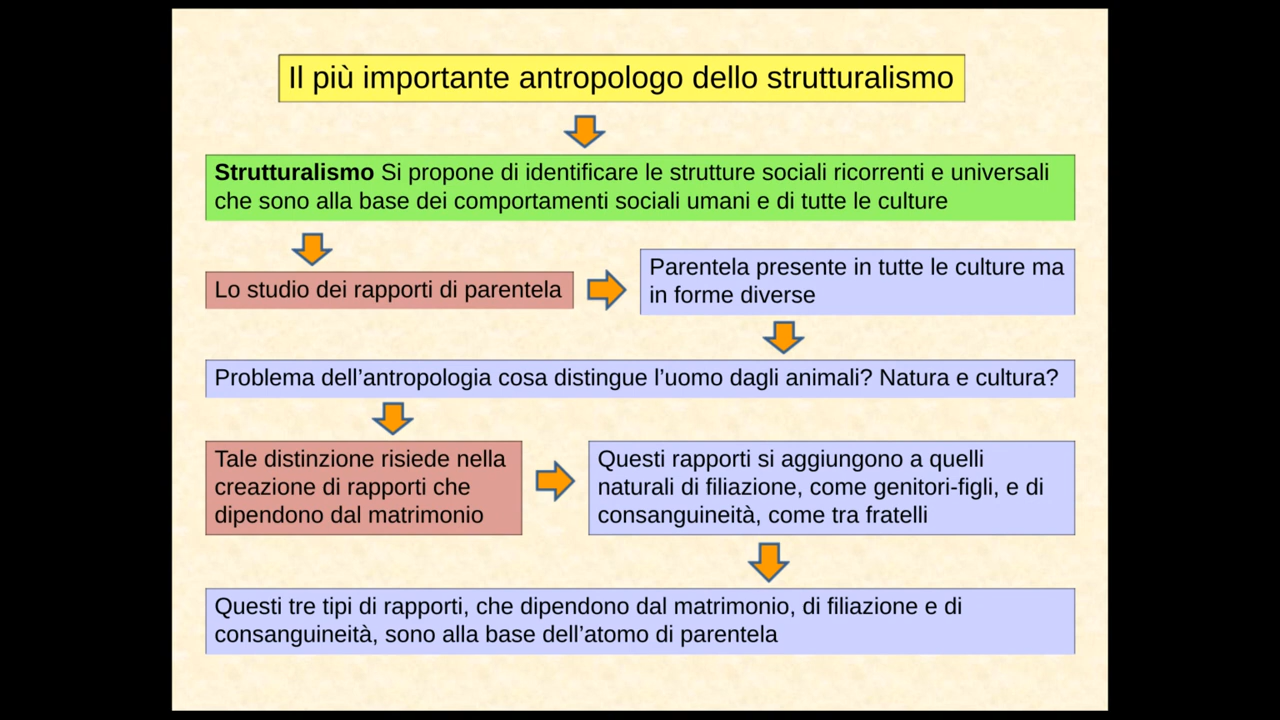 Il più importante antropologo dello strutturalismo
Strutturalismo Si propone di identificare le strutture sociali ricorrenti e universali
che sono alla base dei comportamenti sociali umani e di tutte le culture
Lo studio dei rapporti di parentela
Parentela presente in tutte le culture ma
in forme diverse
Problema dell’antropologia cosa distingue l’uomo dagli animali? Natura e cultura?
Tale distinzione risiede nella
creazione di rapporti che
dipendono dal matrimonio
Questi rapporti si aggiungono a quelli
naturali di filiazione, come genitori-figli, e di
consanguineità, come tra fratelli
Questi tre tipi di rapporti, che dipendono dal matrimonio, di filiazione e di
consanguineità, sono alla base dell’atomo di parentela